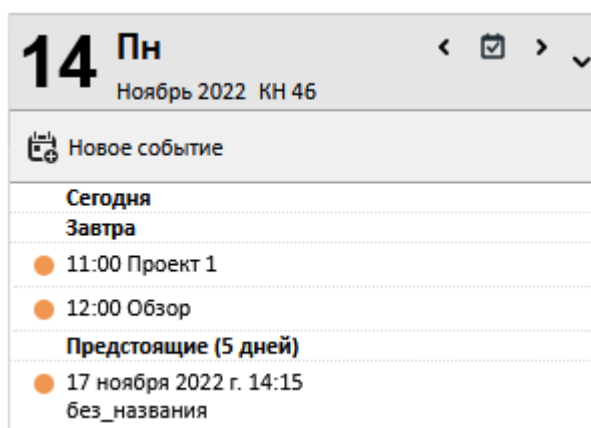 14 Пн
Ноябрь 2022 КН 46
Новое событие
Сегодня
Завтра
11:00 Проект 1
12:00 Обзор
Предстоящие (5 дней)
17 ноября 2022 г. 14:15
без_названия